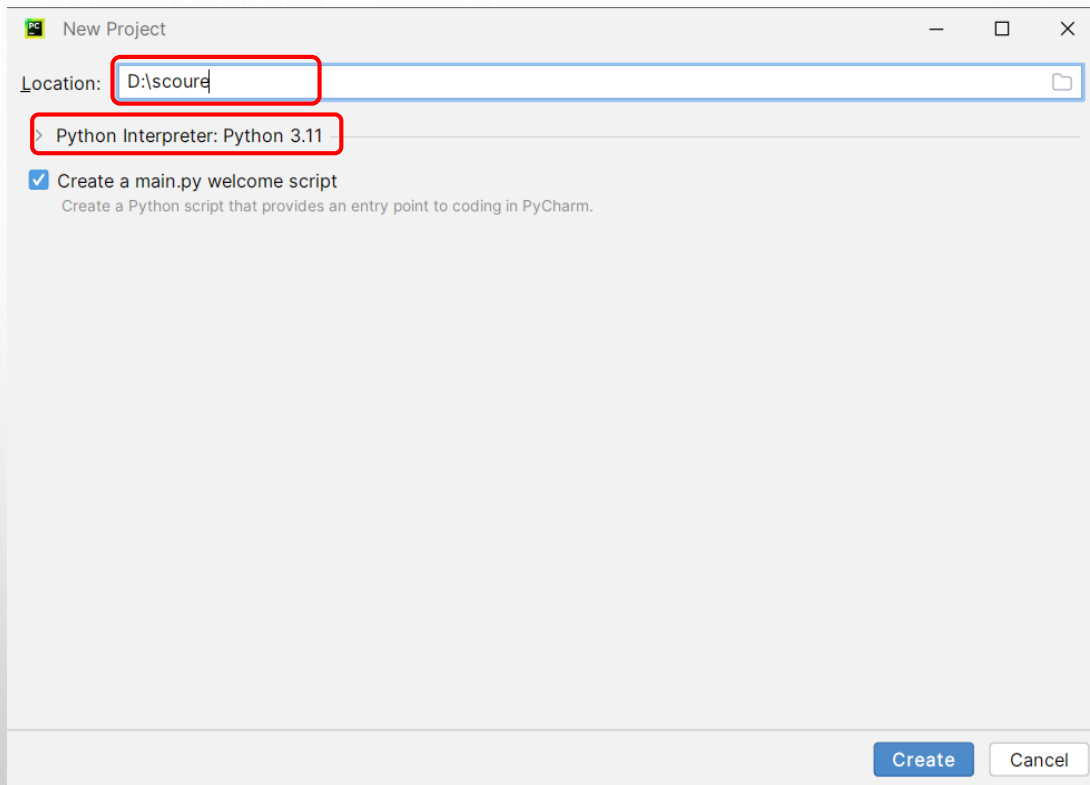 PC
New Project
Location: D:\scoure
Python Interpreter: Python 3.11
Create a main.py welcome script
Create a Python script that provides an entry point to coding in PyCharm.
Create Cancel